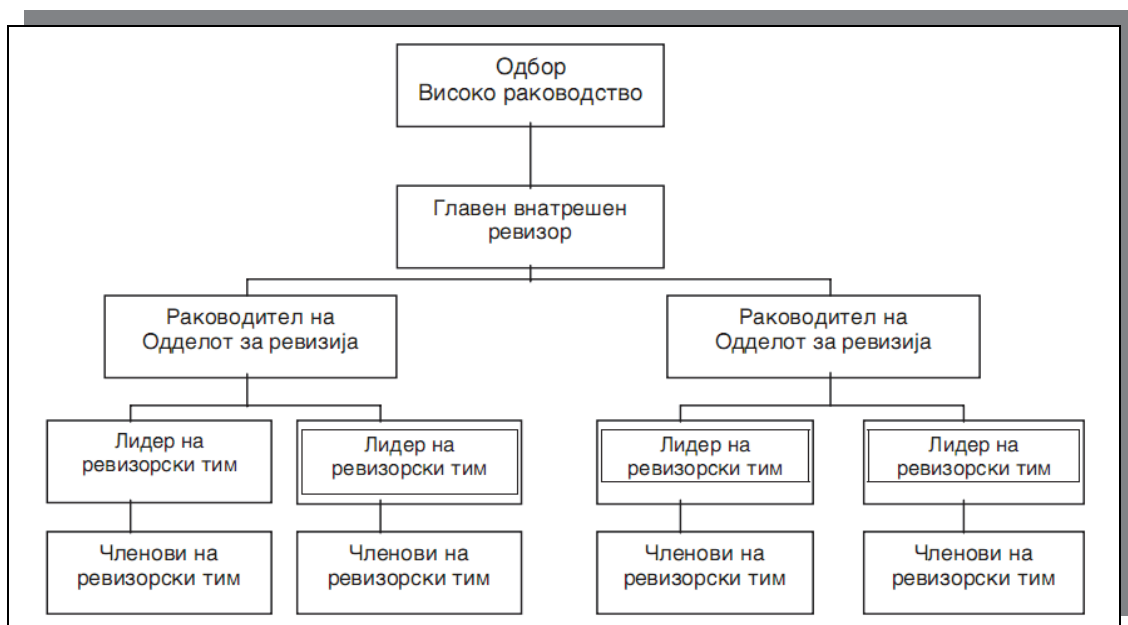 Одбор
Високо раководство
Главен внатрешен
ревизор
Раководител на
Одделот за ревизија
Раководител на
Одделот за ревизија
Лидер на
ревизорски тим
Лидер на
ревизорски тим
Лидер на
ревизорски тим
Лидер на
ревизорски тим
Членови на
ревизорски тим
Членови на
ревизорски тим
Членови на
ревизорски тим
Членови на
ревизорски тим